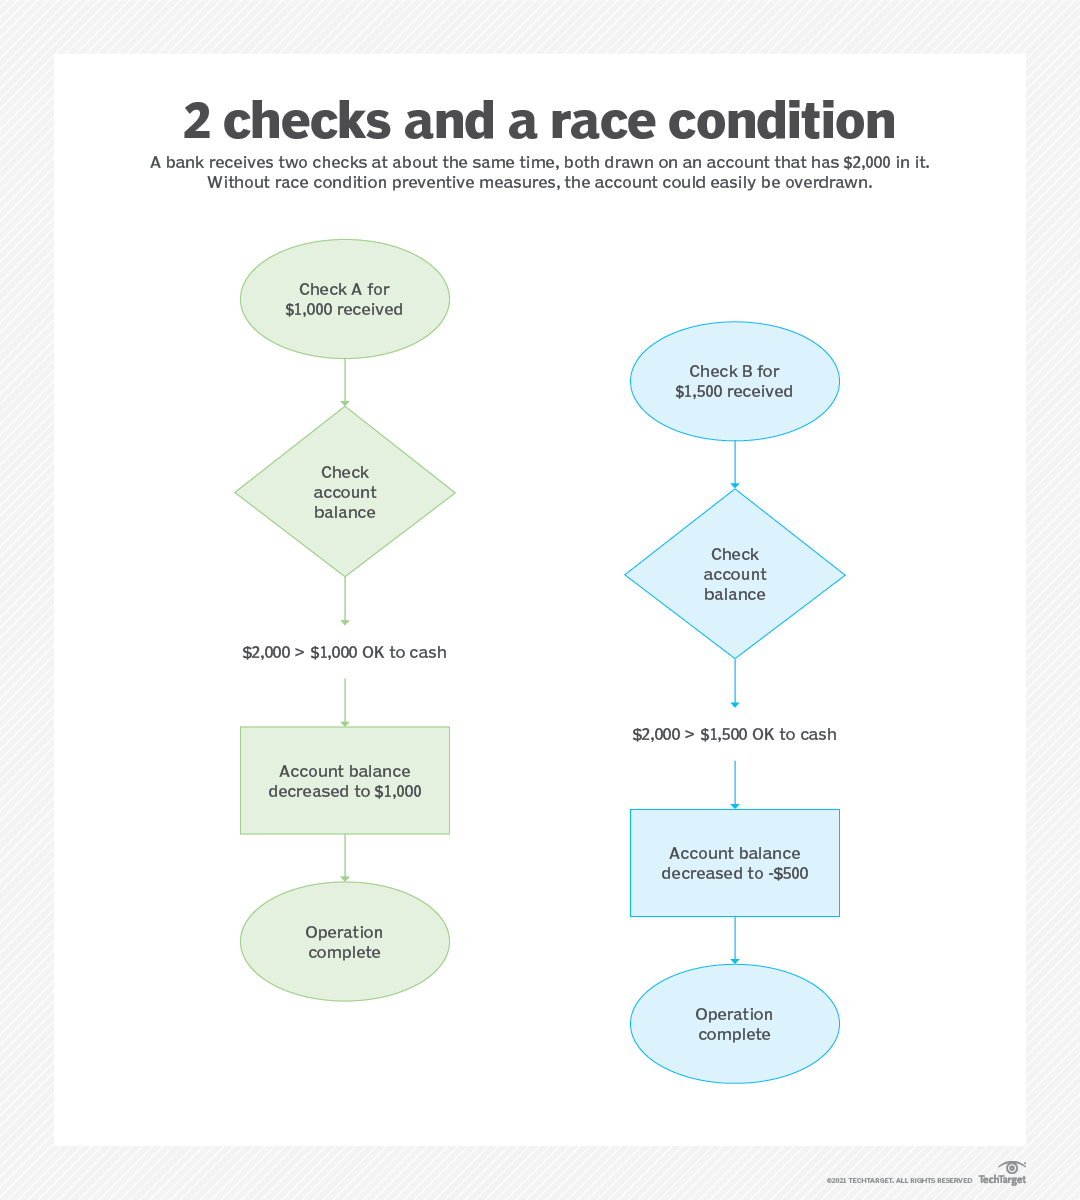 2 checks and a race condition
A bank receives two checks at about the same time, both drawn on an account that has $2,000 in it.
Without race condition preventive measures, the account could easily be overdrawn.
Check A for
$1,000 received
Check
account
balance
$2,000 > $1,000 OK to cash
Account balance
decreased to $1,000
Operation
complete
Check B for
$1,500 received
Check
account
balance
$2,000 > $1,500 OK to cash
Account balance
decreased to -$500
Operation
complete
©2021 TECHTARGET. ALL RIGHTS RESERVED
TechTarget